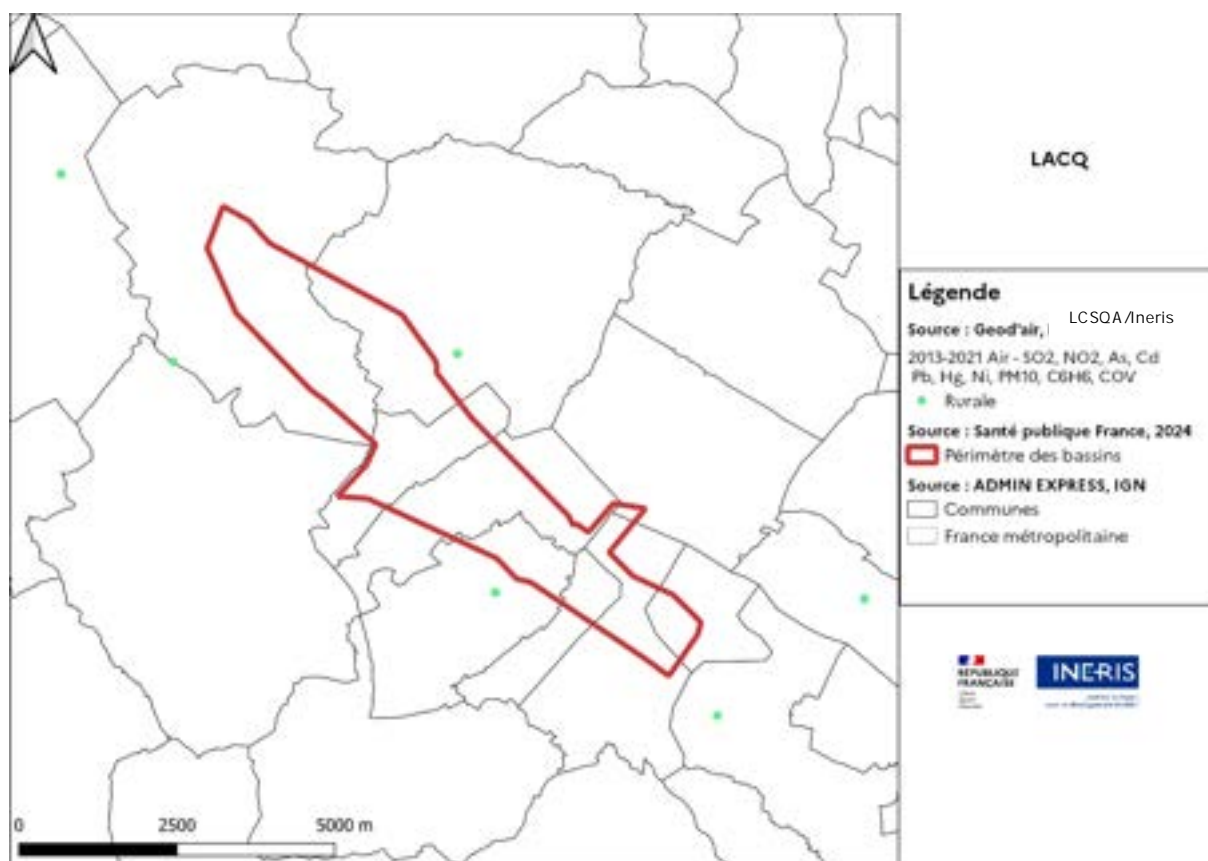 LACQ
Légende
Source : Geod'air, LCSQA/Ineris
2013-2021 Air - SO2, NO2, As, Cd
Pb, Hg, Ni, PM10, C6H6, COV
Rurale
Source : Santé publique France, 2024
Périmètre des bassins
Source : ADMIN EXPRESS, IGN
Communes
France métropolitaine
0 2500 5000 m
RÉPUBLIQUE
FRANÇAISE
INERIS